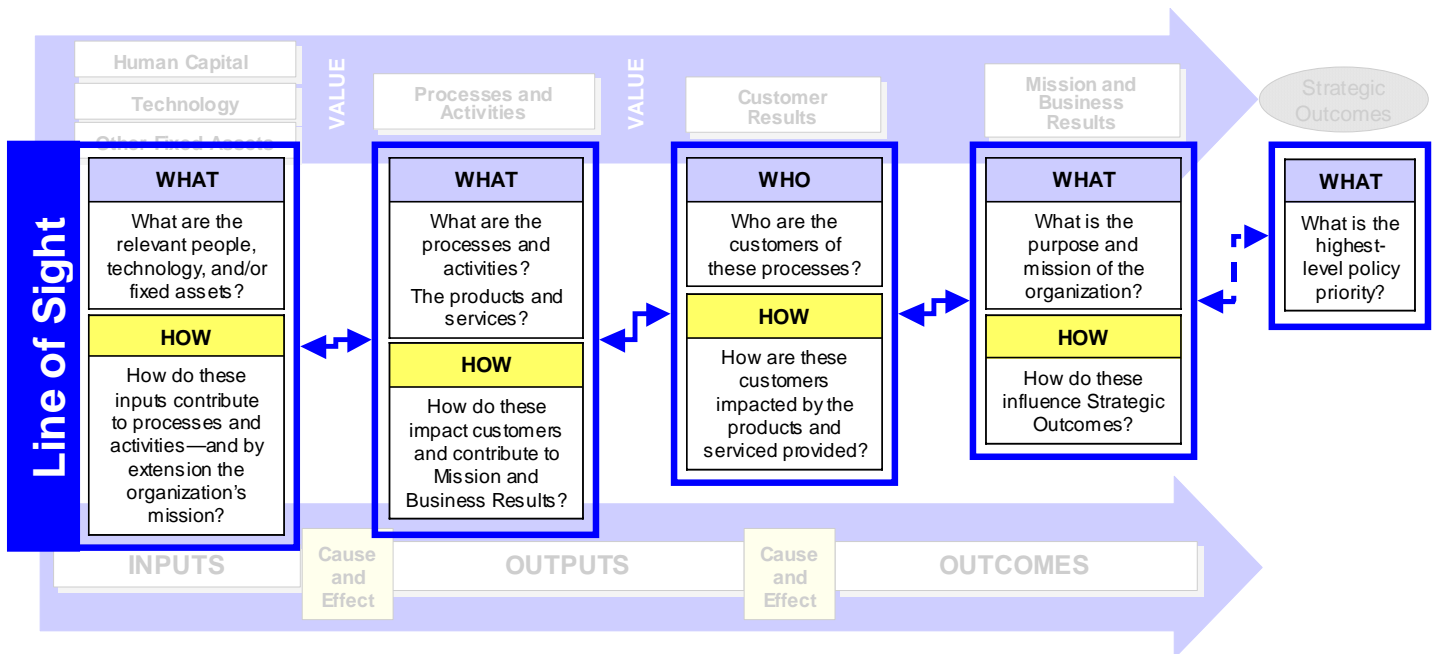 Human Capital
Technology
Other Fixed Assets
VALUE
Processes and
Activities
VALUE
Customer
Results
Mission and
Business
Results
Strategic
Outcomes
Line of Sight
WHAT
What are the
relevant people,
technology, and/or
fixed assets?
HOW
How do these
inputs contribute
to processes and
activities—and by
extension the
organization's
mission?
WHAT
What are the
processes and
activities?
The products and
services?
HOW
How do these
impact customers
and contribute to
Mission and
Business Results?
WHO
Who are the
customers of
these processes?
HOW
How are these
customers
impacted by the
products and
serviced provided?
WHAT
What is the
purpose and
mission of the
organization?
HOW
How do these
influence Strategic
Outcomes?
WHAT
What is the
highest-
level policy
priority?
INPUTS
Cause
and
Effect
OUTPUTS
Cause
and
Effect
OUTCOMES